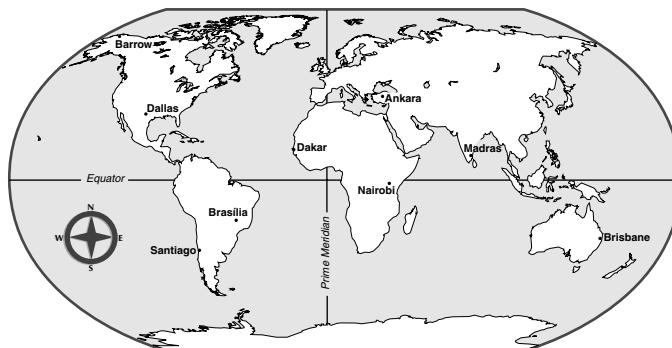 Barrow
Dallas
Ankara
Dakar
Madras
Equator
Nairobi
Brasília
N
W E
S
Santiago
Prime Meridian
Brisbane